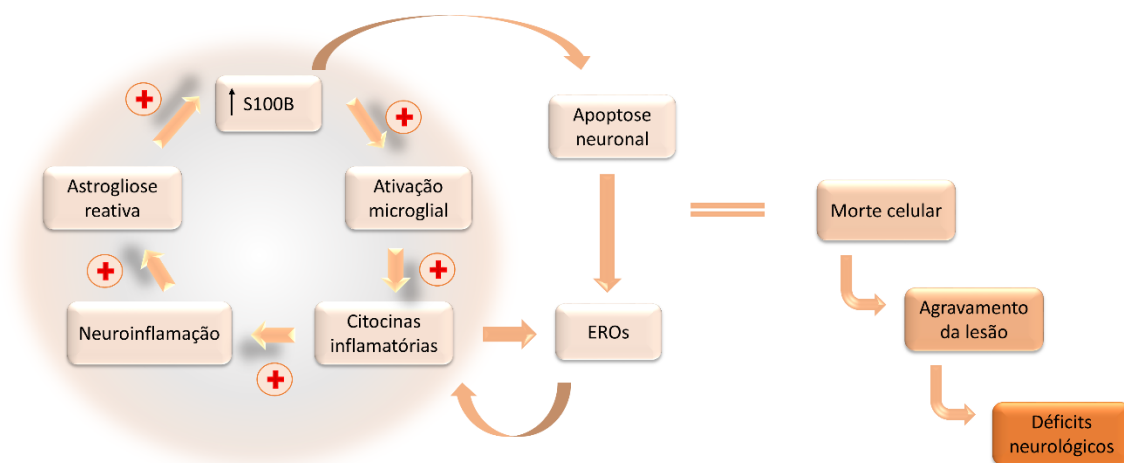 S100B
Ativação
microglial
Citocinas
inflamatórias
Neuroinflamação
Astrogliose
reativa
Apoptose
neuronal
EROs
Morte celular
Agravamento
da lesão
Déficits
neurológicos